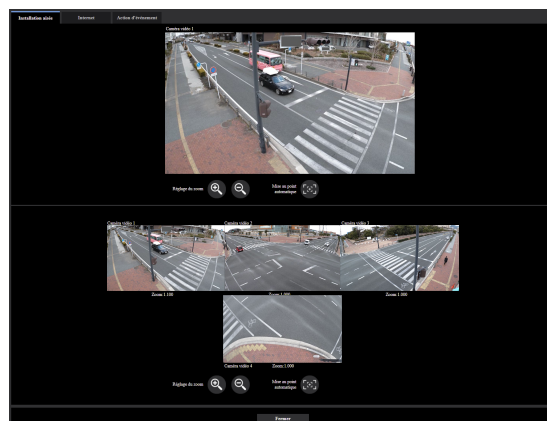 Installation aisée Internet Action d'événement
Caméra vidéo 1
Réglage du zoom
Mise au point automatique
Caméra vidéo 1 Caméra vidéo 2 Caméra vidéo 3
Zoom 1.100 Zoom 1.000 Zoom 1.000
Caméra vidéo 4 Zoom 1.000
Réglage du zoom
Mise au point automatique
Fermer